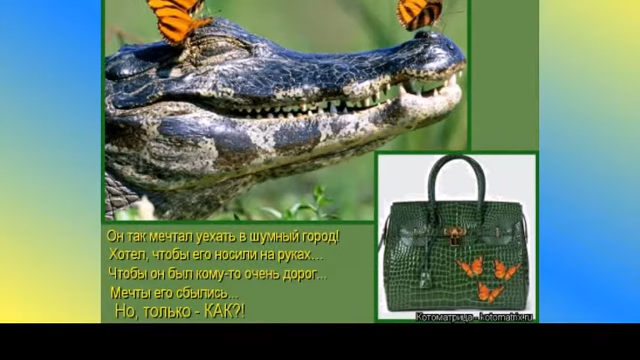 Он так мечтал уехать в шумный город!
Хотел, чтобы его носили на руках...
Чтобы он был кому-то очень дорог...
Мечты его сбылись...
Но, только - КАК?!
Котоматрица - kotomatrix.ru